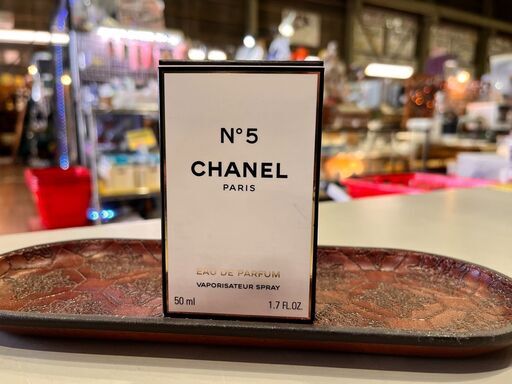 N°5
CHANEL
PARIS
EAU DE PARFUM
VAPORISATEUR SPRAY
50 ml 1.7 FL.OZ.